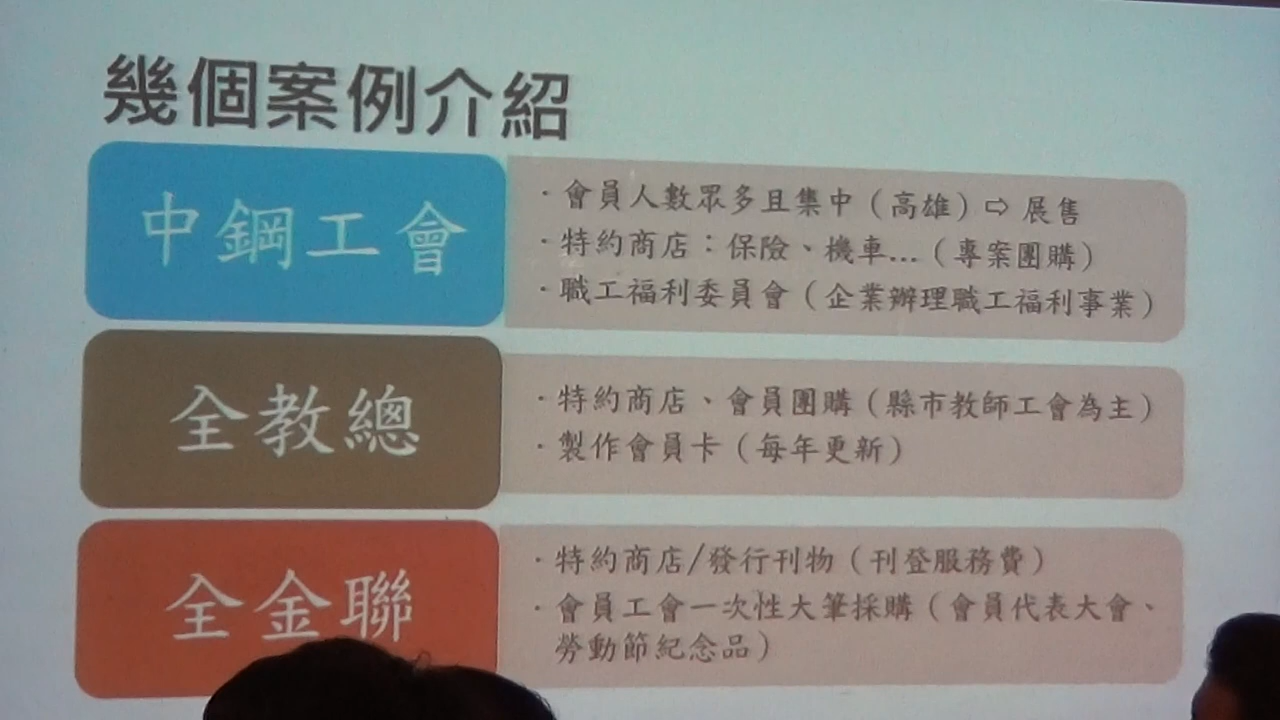 幾個案例介紹
中鋼工會
·會員人數眾多且集中（高雄）⇨ 展售
·特約商店：保險、機車...（專案團購）
·職工福利委員會（企業辦理職工福利事業）
全教總
·特約商店、會員團購（縣市教師工會為主）
·製作會員卡（每年更新）
全金聯
·特約商店/發行刊物（刊登服務費）
·會員工會一次性大筆採購（會員代表大會、
勞動節紀念品）